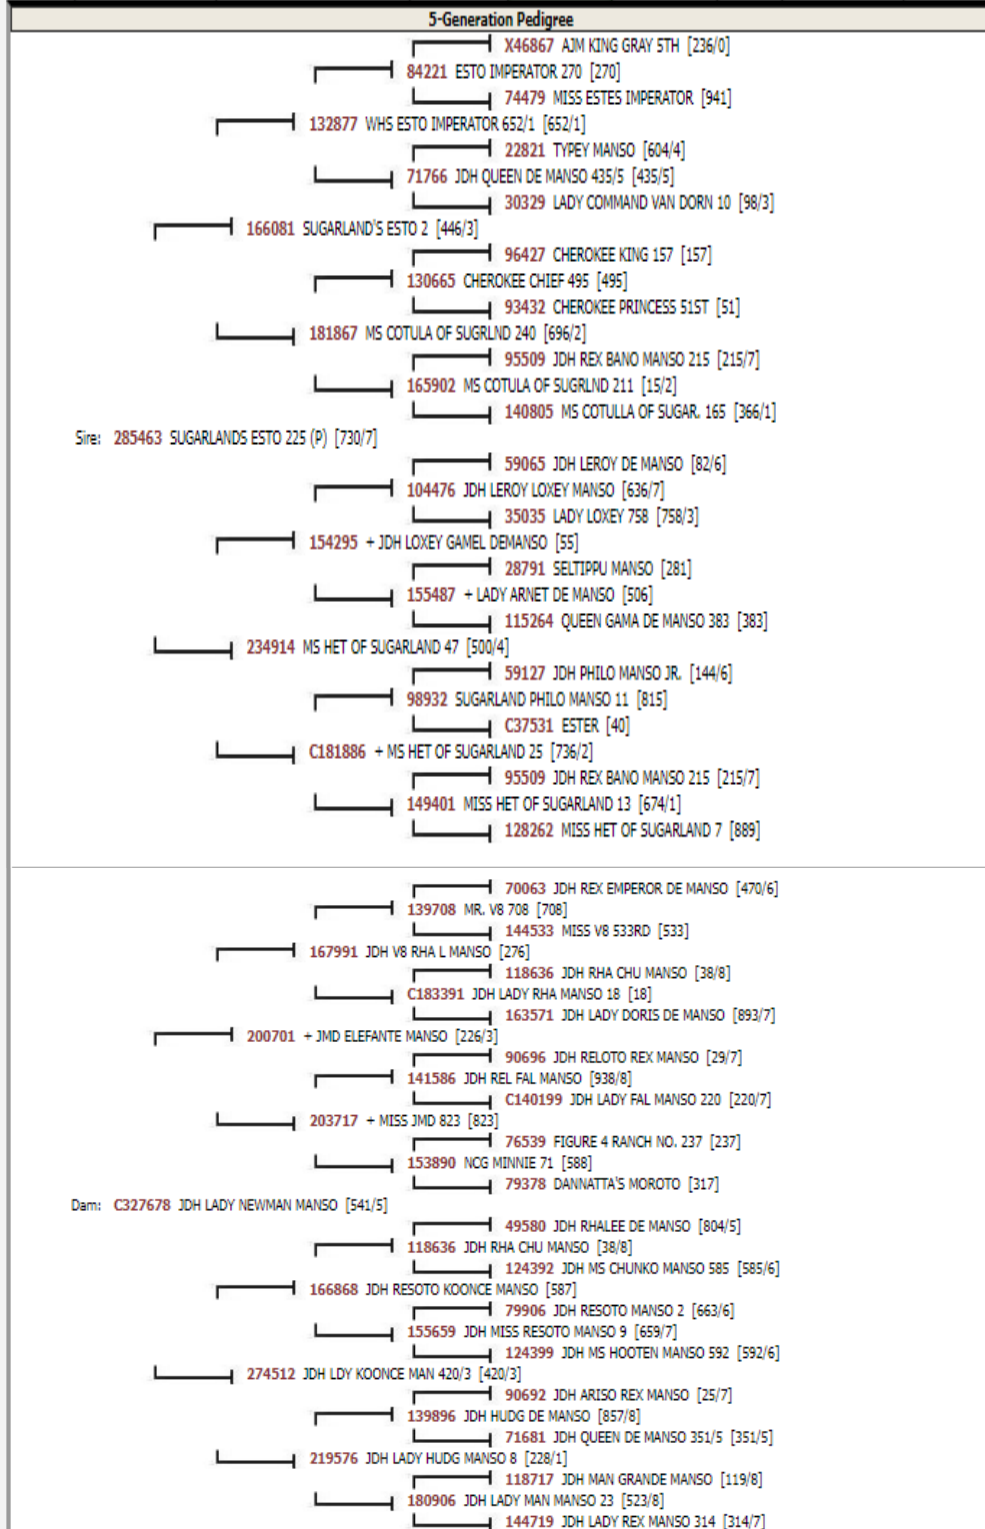 5-Generation Pedigree
X46867 AJM KING GRAY 5TH [236/0]
84221 ESTO IMPERATOR 270 [270]
74479 MISS ESTES IMPERATOR [941]
132877 WHS ESTO IMPERATOR 652/1 [652/1]
22821 TYPEY MANSO [604/4]
71766 JDH QUEEN DE MANSO 435/5 [435/5]
30329 LADY COMMAND VAN DORN 10 [98/3]
166081 SUGARLAND'S ESTO 2 [446/3]
96427 CHEROKEE KING 157 [157]
130665 CHEROKEE CHIEF 495 [495]
93432 CHEROKEE PRINCESS 51ST [51]
181867 MS COTULA OF SUGRLND 240 [696/2]
95509 JDH REX BANO MANSO 215 [215/7]
165902 MS COTULA OF SUGRLND 211 [15/2]
140805 MS COTULLA OF SUGAR. 165 [366/1]
Sire: 285463 SUGARLANDS ESTO 225 (P) [730/7]
59065 JDH LEROY DE MANSO [82/6]
104476 JDH LEROY LOXEY MANSO [636/7]
35035 LADY LOXEY 758 [758/3]
154295 + JDH LOXEY GAMEL DEMANSO [55]
28791 SELTIPPU MANSO [281]
155487 + LADY ARNET DE MANSO [506]
115264 QUEEN GAMA DE MANSO 383 [383]
234914 MS HET OF SUGARLAND 47 [500/4]
59127 JDH PHILO MANSO JR. [144/6]
98932 SUGARLAND PHILO MANSO 11 [815]
C37531 ESTER [40]
C181886 + MS HET OF SUGARLAND 25 [736/2]
95509 JDH REX BANO MANSO 215 [215/7]
149401 MISS HET OF SUGARLAND 13 [674/1]
128262 MISS HET OF SUGARLAND 7 [889]
70063 JDH REX EMPEROR DE MANSO [470/6]
139708 MR. V8 708 [708]
144533 MISS V8 533RD [533]
167991 JDH V8 RHA L MANSO [276]
118636 JDH RHA CHU MANSO [38/8]
C183391 JDH LADY RHA MANSO 18 [18]
163571 JDH LADY DORIS DE MANSO [893/7]
200701 + JMD ELEFANTE MANSO [226/3]
90696 JDH RELOTO REX MANSO [29/7]
141586 JDH REL FAL MANSO [938/8]
C140199 JDH LADY FAL MANSO 220 [220/7]
203717 + MISS JMD 823 [823]
76539 FIGURE 4 RANCH NO. 237 [237]
153890 NCG MINNIE 71 [588]
79378 DANNATTA'S MOROTO [317]
Dam: C327678 JDH LADY NEWMAN MANSO [541/5]
49580 JDH RHALEE DE MANSO [804/5]
118636 JDH RHA CHU MANSO [38/8]
124392 JDH MS CHUNKO MANSO 585 [585/6]
166868 JDH RESOTO KOONCE MANSO [587]
79906 JDH RESOTO MANSO 2 [663/6]
155659 JDH MISS RESOTO MANSO 9 [659/7]
124399 JDH MS HOOTEN MANSO 592 [592/6]
274512 JDH LDY KOONCE MAN 420/3 [420/3]
90692 JDH ARISO REX MANSO [25/7]
139896 JDH HUDG DE MANSO [857/8]
71681 JDH QUEEN DE MANSO 351/5 [351/5]
219576 JDH LADY HUDG MANSO 8 [228/1]
118717 JDH MAN GRANDE MANSO [119/8]
180906 JDH LADY MAN MANSO 23 [523/8]
144719 JDH LADY REX MANSO 314 [314/7]